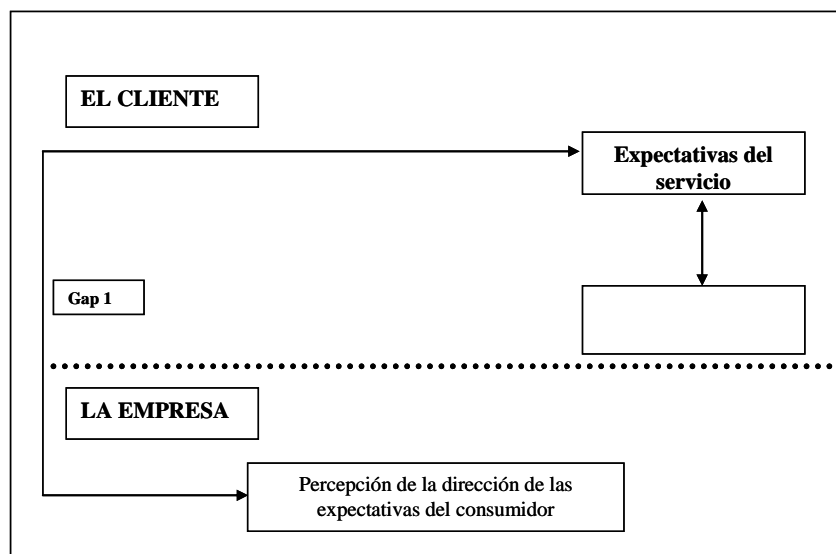 EL CLIENTE
Expectativas del
servicio
Gap 1
LA EMPRESA
Percepción de la dirección de las
expectativas del consumidor